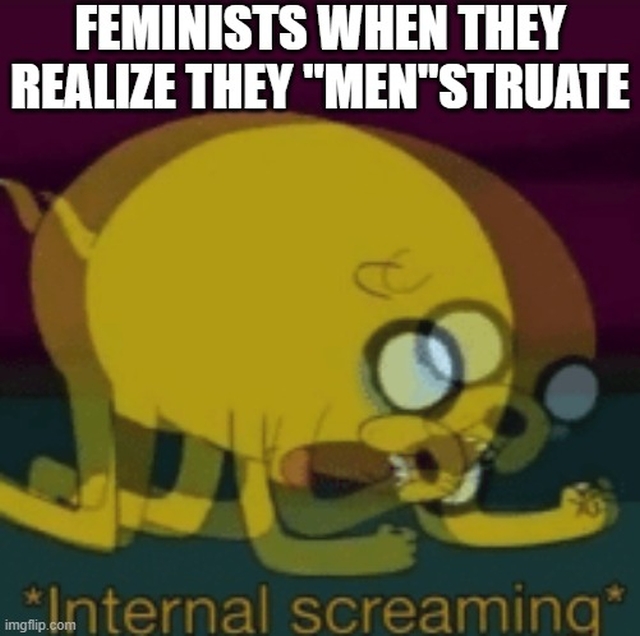 FEMINISTS WHEN THEY
REALIZE THEY "MEN"STRUATE
*Internal screaming*
imgflip.com